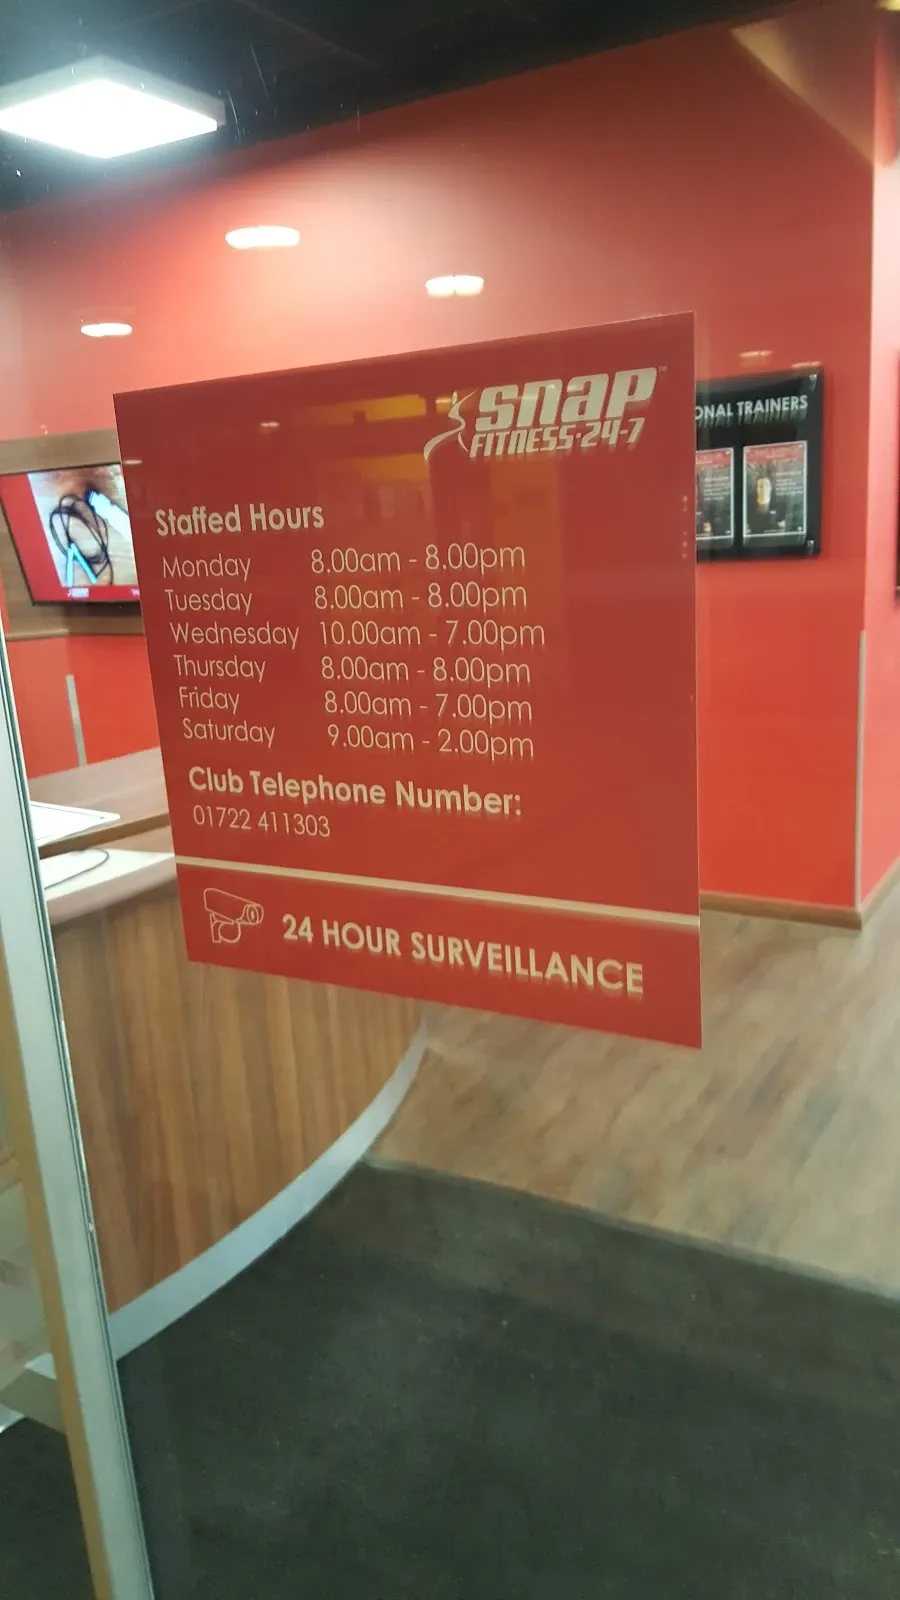 snap
FITNESS·24-7
ONAL TRAINERS
Staffed Hours
Monday 8.00am - 8.00pm
Tuesday 8.00am - 8.00pm
Wednesday 10.00am - 7.00pm
Thursday 8.00am - 8.00pm
Friday 8.00am - 7.00pm
Saturday 9.00am - 2.00pm
Club Telephone Number:
01722 411303
24 HOUR SURVEILLANCE